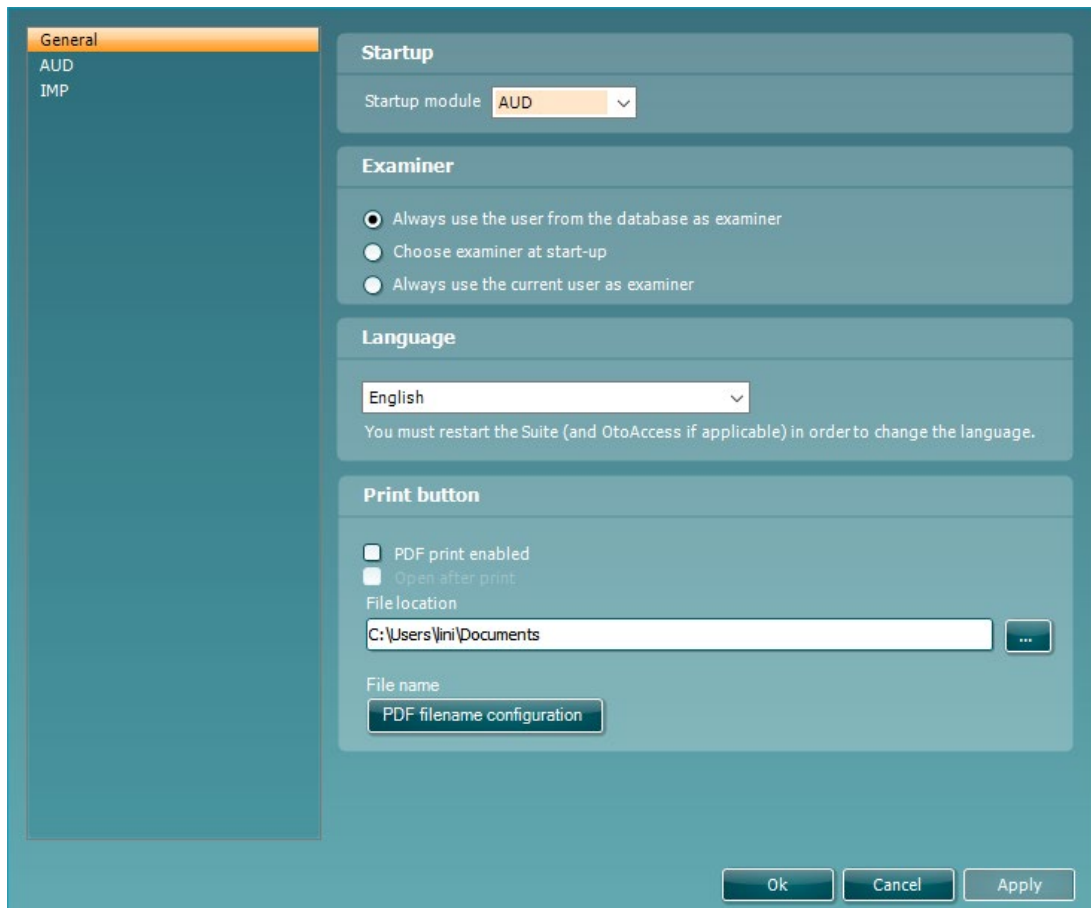 General
AUD
IMP
Startup
Startup module AUD
Examiner
Always use the user from the database as examiner
Choose examiner at start-up
Always use the current user as examiner
Language
English
You must restart the Suite (and OtoAccess if applicable) in order to change the language.
Print button
PDF print enabled
Open after print
File location
C:\Users\lini\Documents
...
File name
PDF filename configuration
Ok Cancel Apply